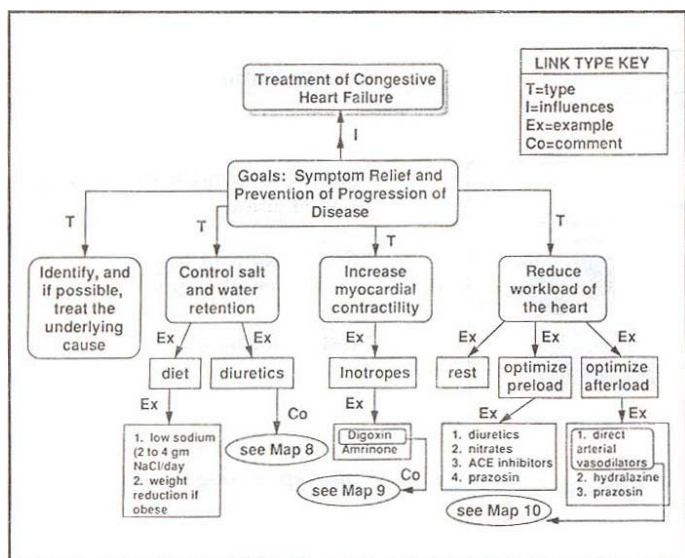 Treatment of Congestive
Heart Failure
LINK TYPE KEY
T=type
I=influences
Ex=example
Co=comment
I
Goals: Symptom Relief and
Prevention of Progression of
Disease
T
T
T
T
Identify, and
if possible,
treat the
underlying
cause
Control salt
and water
retention
Increase
myocardial
contractility
Reduce
workload of
the heart
Ex
Ex
Ex
Ex
Ex
Ex
diet
diuretics
Inotropes
rest
optimize
preload
optimize
afterload
Ex
Co
Ex
Ex
Ex
1. low sodium
(2 to 4 gm
NaCl/day
2. weight
reduction if
obese
see Map 8
Digoxin
Amrinone
Co
see Map 9
1. diuretics
2. nitrates
3. ACE inhibitors
4. prazosin
1. direct
arterial
vasodilators
2. hydralazine
3. prazosin
see Map 10